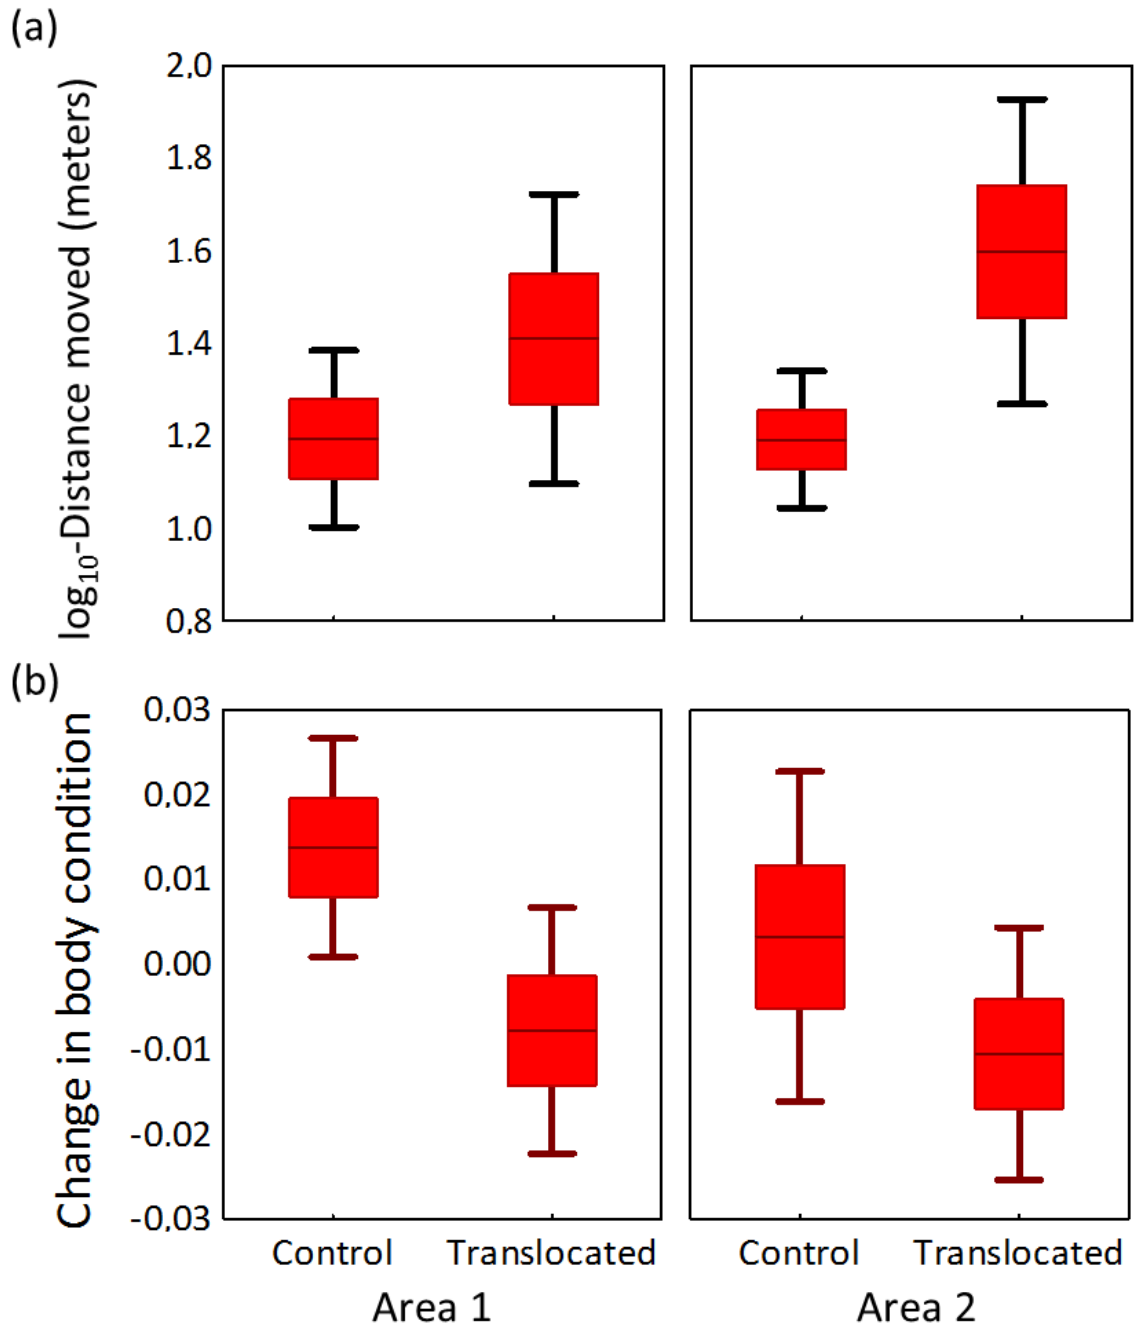 (a)
log₁₀-Distance moved (meters)
2.0
1.8
1.6
1.4
1.2
1.0
0.8
(b)
Change in body condition
0.03
0.02
0.01
0.00
-0.01
-0.02
-0.03
Control Translocated Control Translocated
Area 1 Area 2